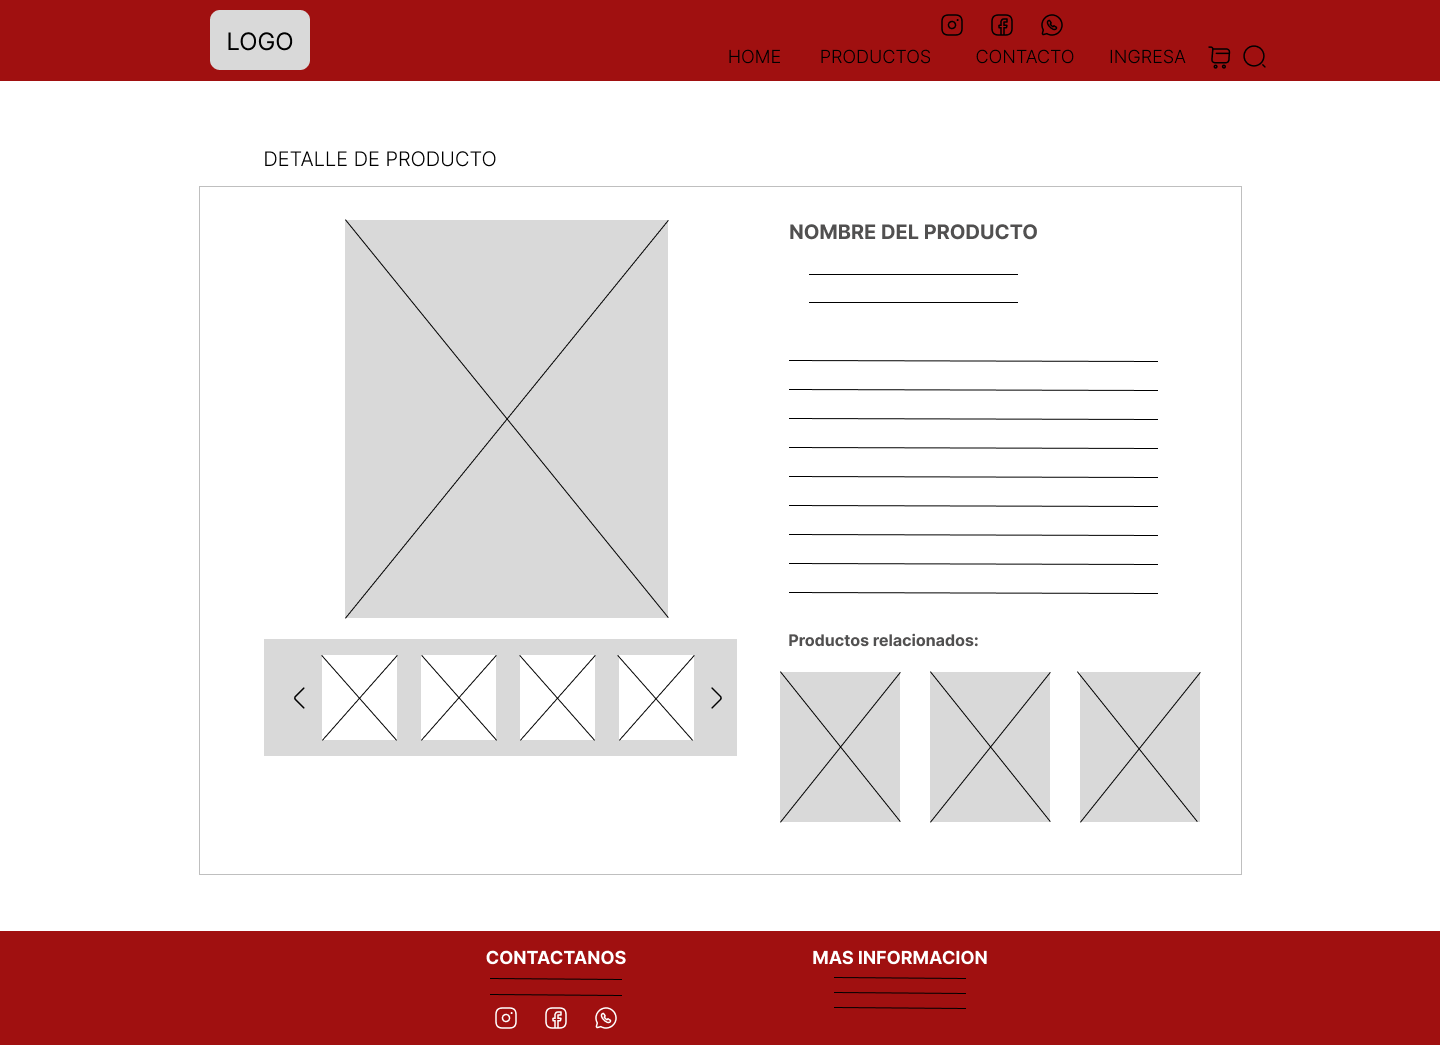 LOGO
HOME PRODUCTOS CONTACTO INGRESA
DETALLE DE PRODUCTO
NOMBRE DEL PRODUCTO
Productos relacionados:
CONTACTANOS
MAS INFORMACION